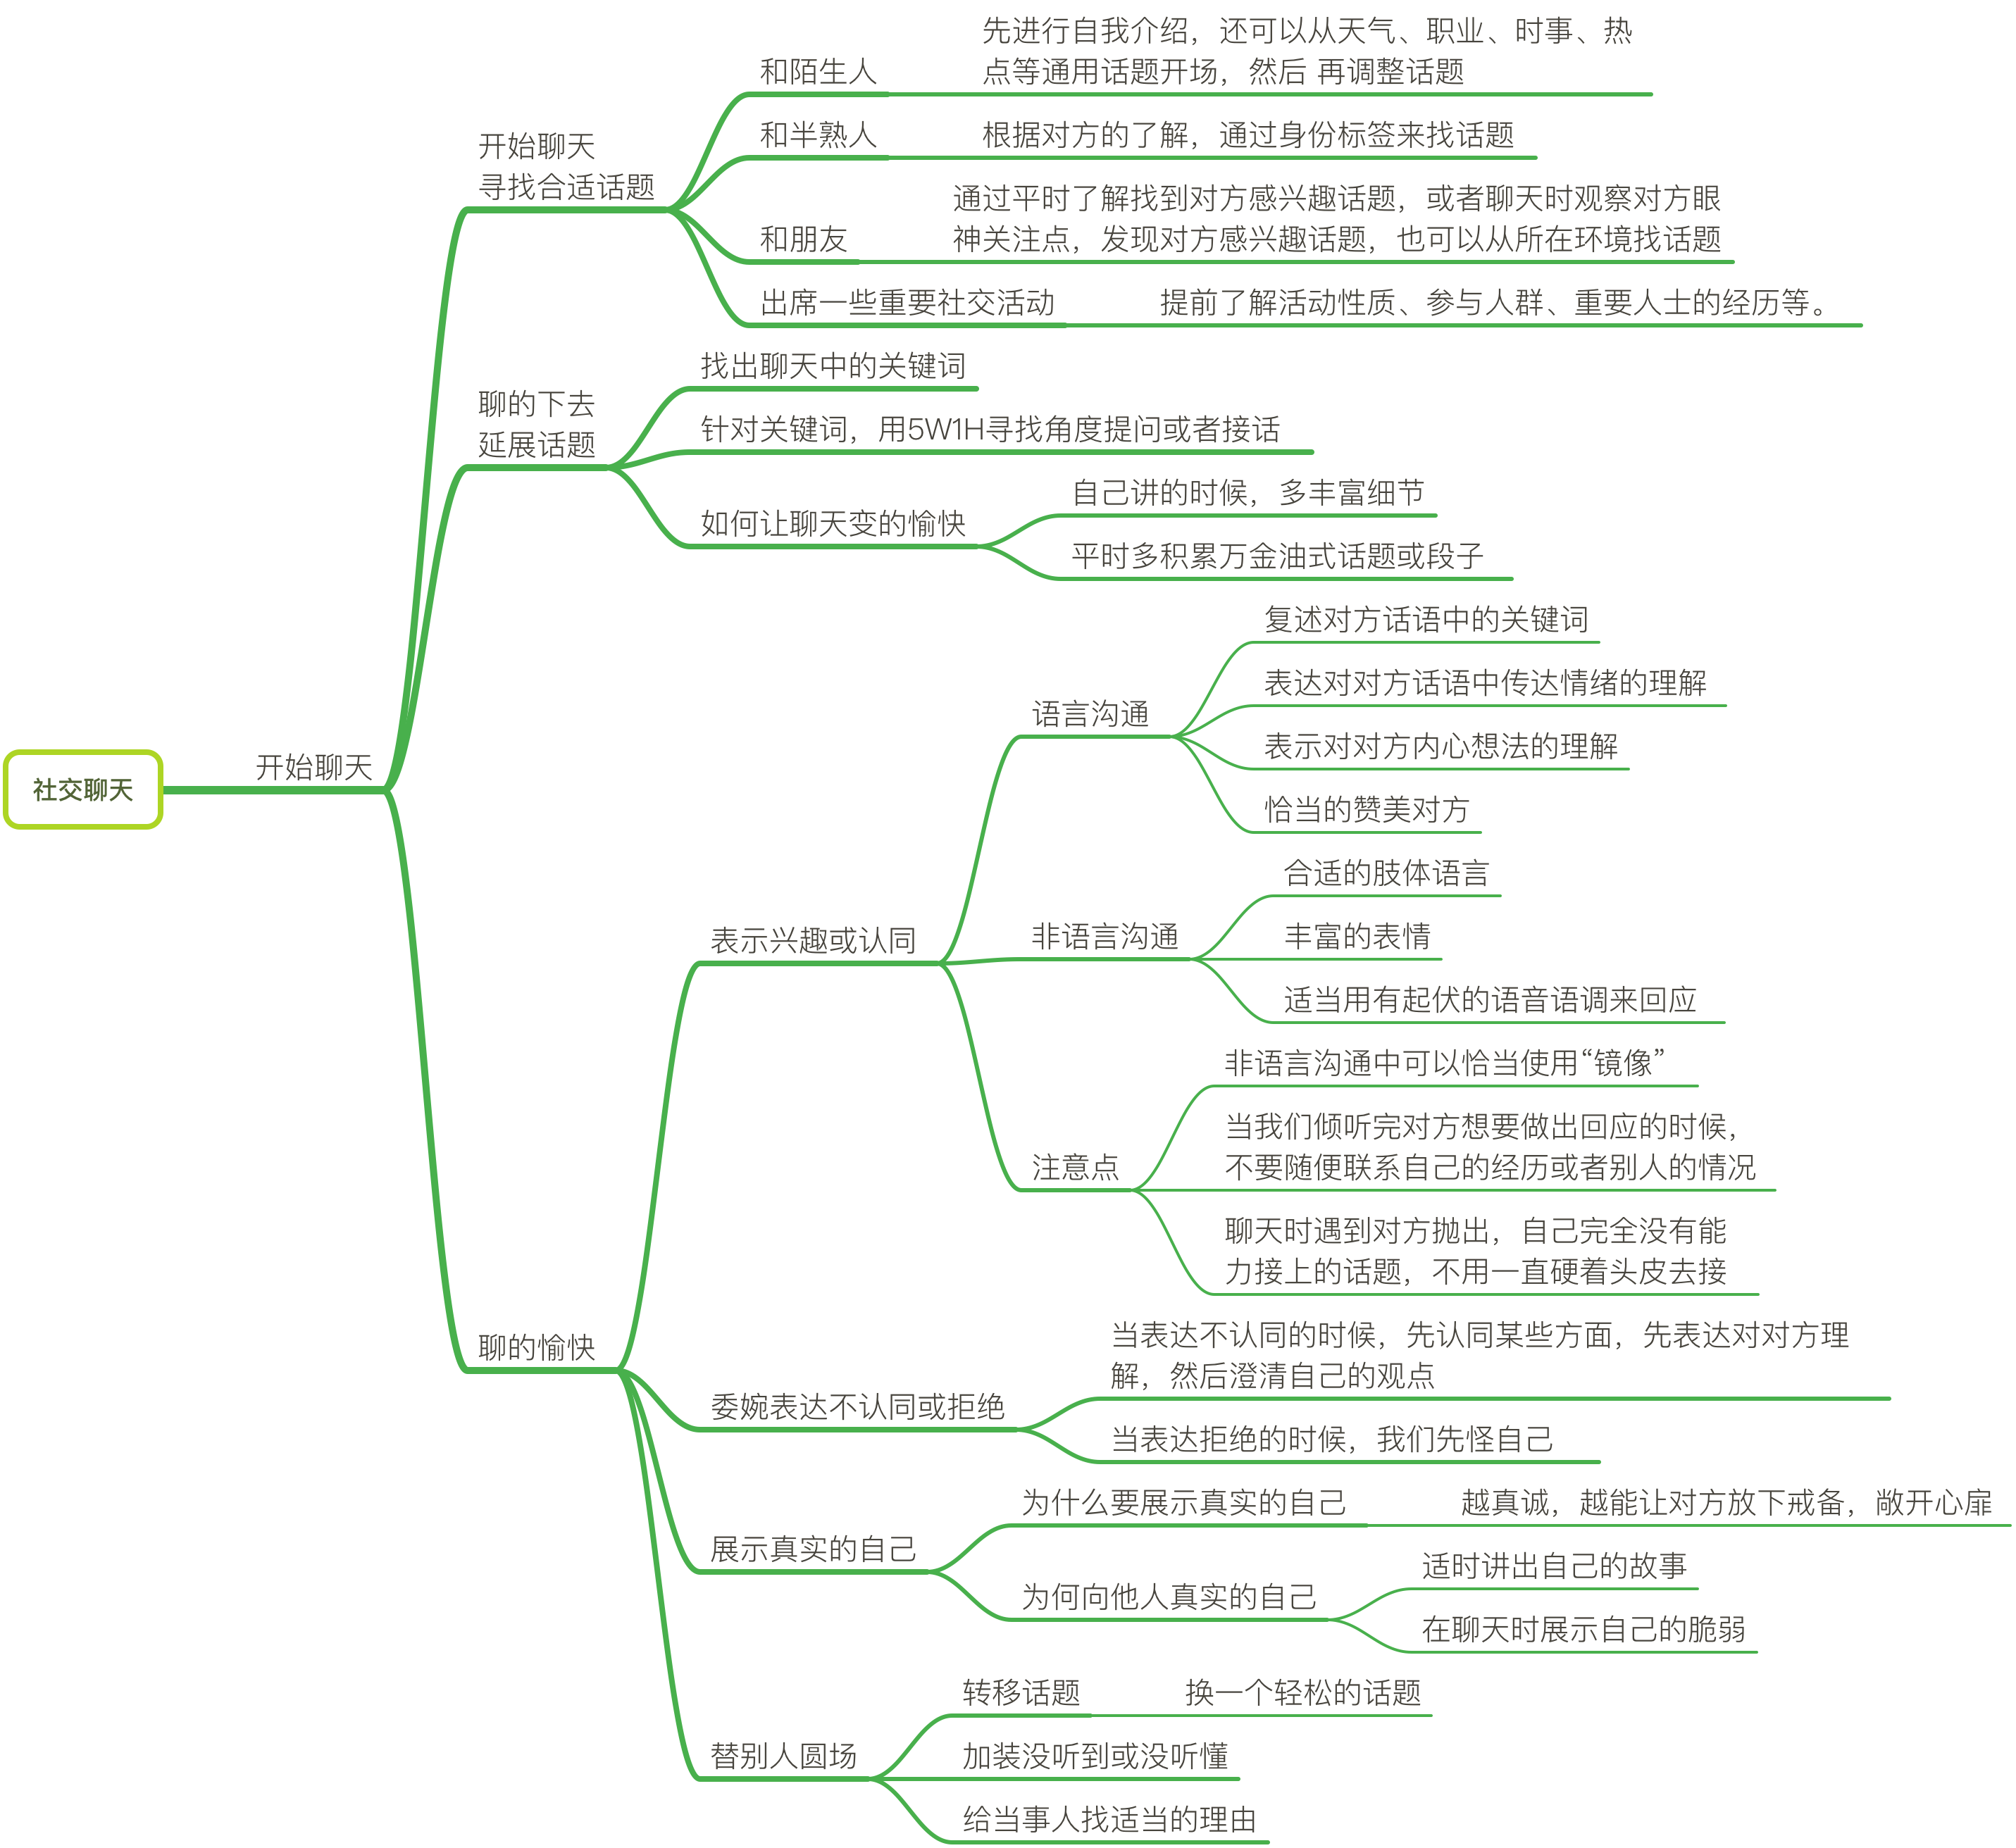 社交聊天
开始聊天
开始聊天
寻找合适话题
和陌生人
先进行自我介绍，还可以从天气、职业、时事、热
点等通用话题开场，然后 再调整话题
和半熟人
根据对方的了解，通过身份标签来找话题
和朋友
通过平时了解找到对方感兴趣话题，或者聊天时观察对方眼
神关注点，发现对方感兴趣话题，也可以从所在环境找话题
出席一些重要社交活动
提前了解活动性质、参与人群、重要人士的经历等。
聊的下去
延展话题
找出聊天中的关键词
针对关键词，用5W1H寻找角度提问或者接话
如何让聊天变的愉快
自己讲的时候，多丰富细节
平时多积累万金油式话题或段子
聊的愉快
表示兴趣或认同
语言沟通
复述对方话语中的关键词
表达对对方话语中传达情绪的理解
表示对对方内心想法的理解
恰当的赞美对方
非语言沟通
合适的肢体语言
丰富的表情
适当用有起伏的语音语调来回应
注意点
非语言沟通中可以恰当使用“镜像”
当我们倾听完对方想要做出回应的时候，
不要随便联系自己的经历或者别人的情况
聊天时遇到对方抛出，自己完全没有能
力接上的话题，不用一直硬着头皮去接
委婉表达不认同或拒绝
当表达不认同的时候，先认同某些方面，先表达对对方理
解，然后澄清自己的观点
当表达拒绝的时候，我们先怪自己
展示真实的自己
为什么要展示真实的自己
越真诚，越能让对方放下戒备，敞开心扉
为何向他人真实的自己
适时讲出自己的故事
在聊天时展示自己的脆弱
替别人圆场
转移话题
换一个轻松的话题
加装没听到或没听懂
给当事人找适当的理由